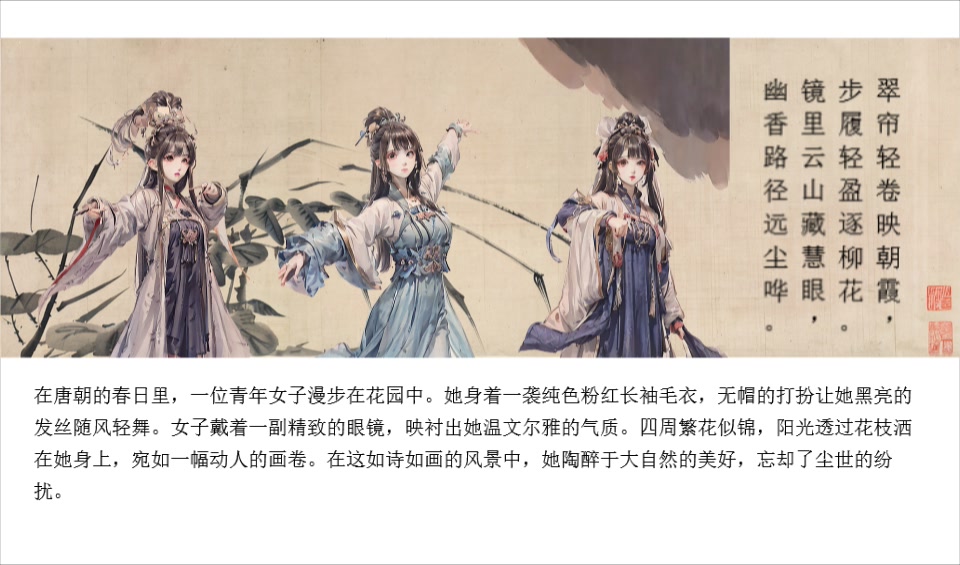 翠帘轻卷映朝霞，
步履轻盈逐柳花。
镜里云山藏慧眼，
幽香路径远尘哗。
在唐朝的春日里，一位青年女子漫步在花园中。她身着一袭纯色粉红长袖毛衣，无帽的打扮让她黑亮的
发丝随风轻舞。女子戴着一副精致的眼镜，映衬出她温文尔雅的气质。四周繁花似锦，阳光透过花枝洒
在她身上，宛如一幅动人的画卷。在这如诗如画的风景中，她陶醉于大自然的美好，忘却了尘世的纷
扰。